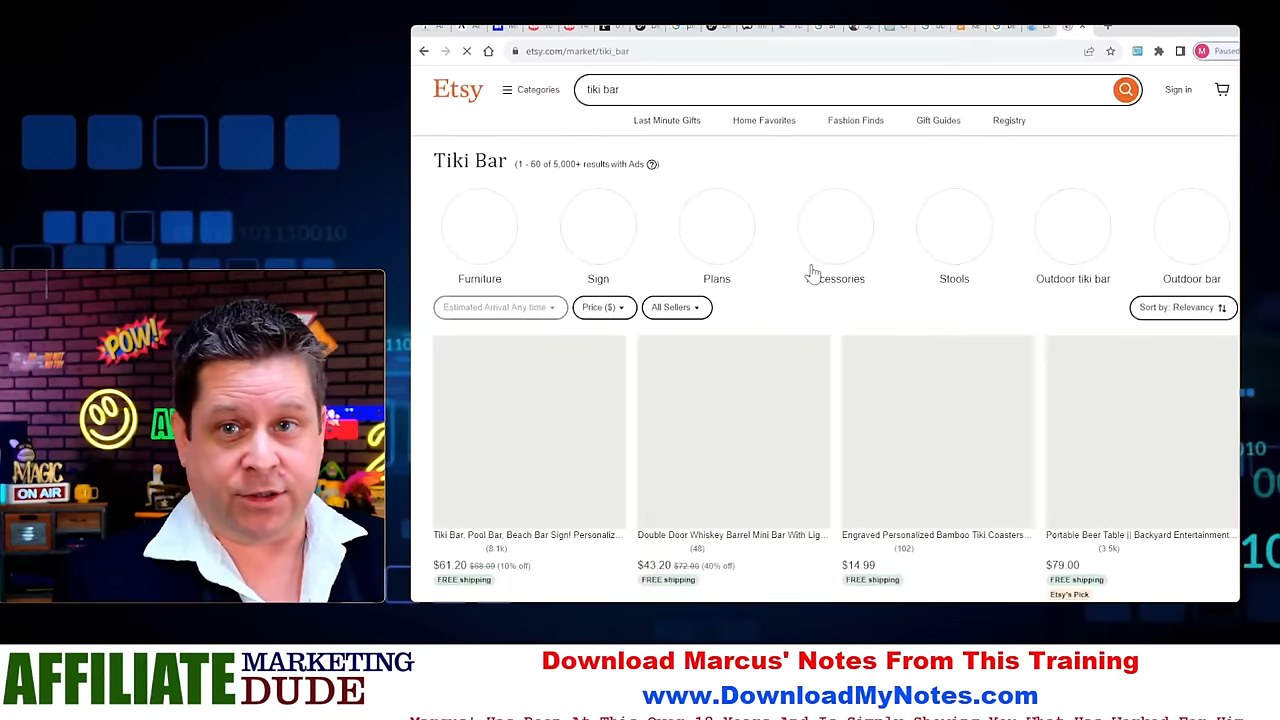 etsy.com/market/tiki_bar
Paused
Etsy
Categories
tiki bar
Sign in
Last Minute Gifts
Home Favorites
Fashion Finds
Gift Guides
Registry
Tiki Bar (1 - 60 of 5,000+ results with Ads ?)
Furniture
Sign
Plans
Accessories
Stools
Outdoor tiki bar
Outdoor bar
Estimated Arrival Any time
Price ($)
All Sellers
Sort by: Relevancy
Tiki Bar, Pool Bar, Beach Bar Sign! Personaliz...
(8.1k)
$61.20 $68.00 (10% off)
FREE shipping
Double Door Whiskey Barrel Mini Bar With Lig...
(48)
$43.20 $72.00 (40% off)
FREE shipping
Engraved Personalized Bamboo Tiki Coasters...
(102)
$14.99
FREE shipping
Portable Beer Table || Backyard Entertainment...
(3.5k)
$79.00
FREE shipping
Etsy's Pick
POW!
MAGIC
ON AIR
AFFILIATE
MARKETING
DUDE
Download Marcus' Notes From This Training
www.DownloadMyNotes.com